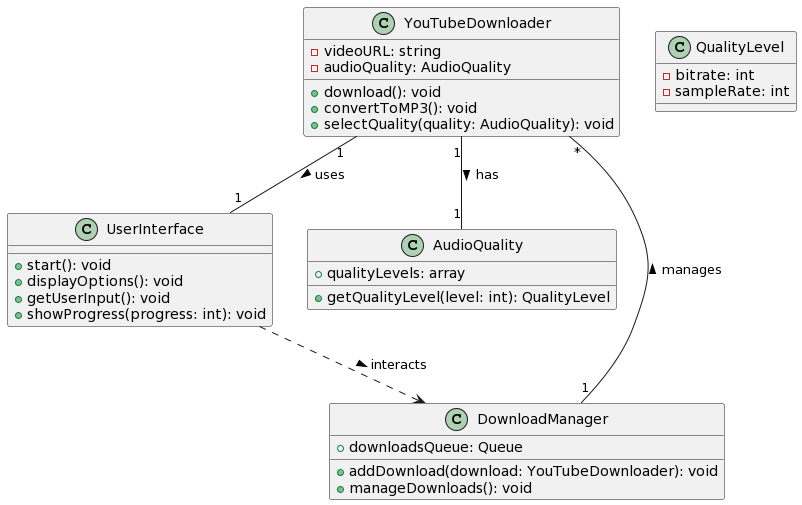 C YouTubeDownloader
videoURL: string
audioQuality: AudioQuality
download(): void
convertToMP3(): void
selectQuality(quality: AudioQuality): void
C QualityLevel
bitrate: int
sampleRate: int
1
1
*
uses
has
1
1
C UserInterface
start(): void
displayOptions(): void
getUserInput(): void
showProgress(progress: int): void
C AudioQuality
qualityLevels: array
getQualityLevel(level: int): QualityLevel
manages
interacts
1
C DownloadManager
downloadsQueue: Queue
addDownload(download: YouTubeDownloader): void
manageDownloads(): void